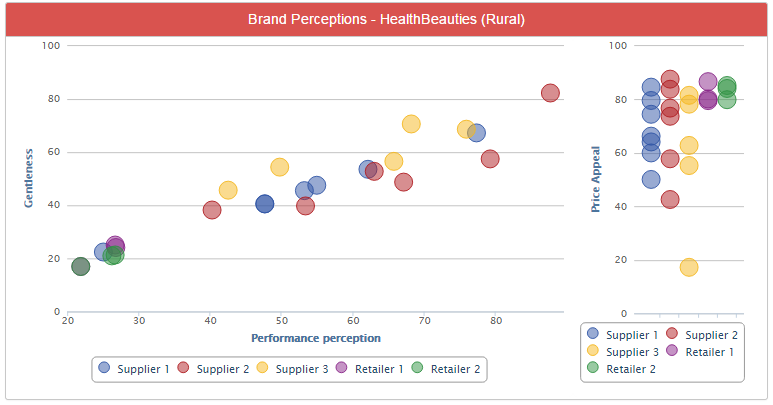 Brand Perceptions - HealthBeauties (Rural)
100
80
60
40
20
0
Gentleness
20 30 40 50 60 70 80
Performance perception
Supplier 1 Supplier 2 Supplier 3 Retailer 1 Retailer 2
100
80
60
40
20
0
Price Appeal
Supplier 1 Supplier 2
Supplier 3 Retailer 1
Retailer 2